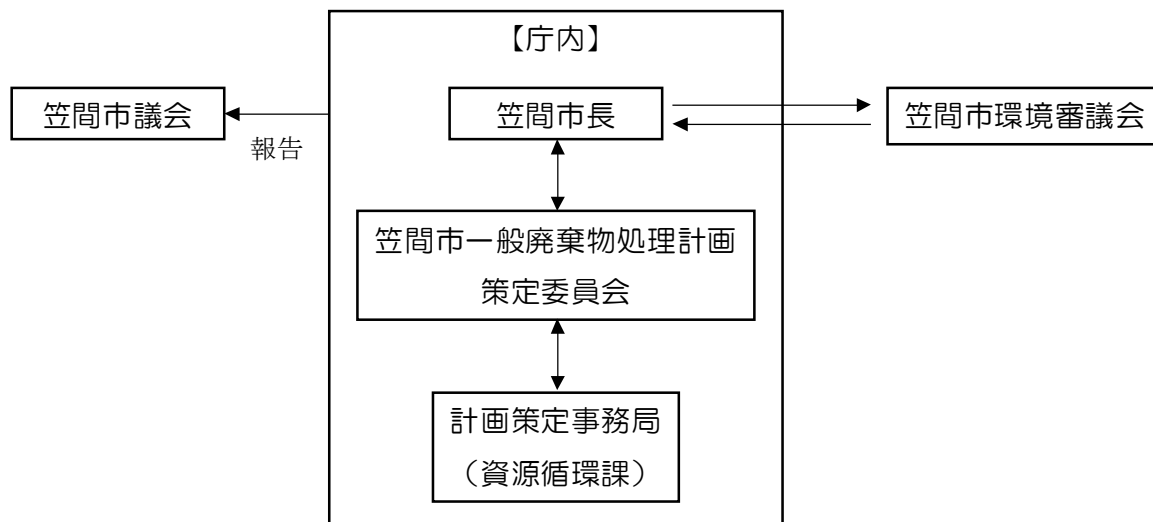 【庁内】
笠間市議会
笠間市長
笠間市環境審議会
報告
笠間市一般廃棄物処理計画
策定委員会
計画策定事務局
（資源循環課）